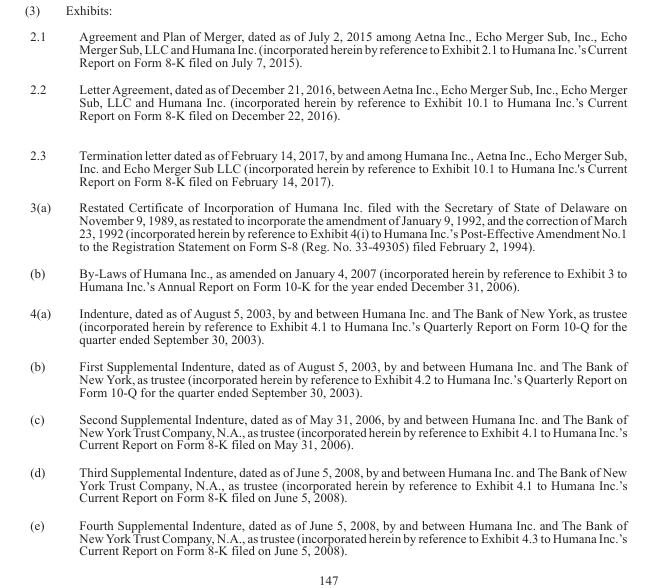 (3) Exhibits:
2.1 Agreement and Plan of Merger, dated as of July 2, 2015 among Aetna Inc., Echo Merger Sub, Inc., Echo
Merger Sub, LLC and Humana Inc. (incorporated herein by reference to Exhibit 2.1 to Humana Inc.'s Current
Report on Form 8-K filed on July 7, 2015).
2.2 Letter Agreement, dated as of December 21, 2016, between Aetna Inc., Echo Merger Sub, Inc., Echo Merger
Sub, LLC and Humana Inc. (incorporated herein by reference to Exhibit 10.1 to Humana Inc.'s Current
Report on Form 8-K filed on December 22, 2016).
2.3 Termination letter dated as of February 14, 2017, by and among Humana Inc., Aetna Inc., Echo Merger Sub,
Inc. and Echo Merger Sub LLC (incorporated herein by reference to Exhibit 10.1 to Humana Inc.'s Current
Report on Form 8-K filed on February 14, 2017).
3(a) Restated Certificate of Incorporation of Humana Inc. filed with the Secretary of State of Delaware on
November 9, 1989, as restated to incorporate the amendment of January 9, 1992, and the correction of March
23, 1992 (incorporated herein by reference to Exhibit 4(i) to Humana Inc.'s Post-Effective Amendment No.1
to the Registration Statement on Form S-8 (Reg. No. 33-49305) filed February 2, 1994).
(b) By-Laws of Humana Inc., as amended on January 4, 2007 (incorporated herein by reference to Exhibit 3 to
Humana Inc.'s Annual Report on Form 10-K for the year ended December 31, 2006).
4(a) Indenture, dated as of August 5, 2003, by and between Humana Inc. and The Bank of New York, as trustee
(incorporated herein by reference to Exhibit 4.1 to Humana Inc.'s Quarterly Report on Form 10-Q for the
quarter ended September 30, 2003).
(b) First Supplemental Indenture, dated as of August 5, 2003, by and between Humana Inc. and The Bank of
New York, as trustee (incorporated herein by reference to Exhibit 4.2 to Humana Inc.'s Quarterly Report on
Form 10-Q for the quarter ended September 30, 2003).
(c) Second Supplemental Indenture, dated as of May 31, 2006, by and between Humana Inc. and The Bank of
New York Trust Company, N.A., as trustee (incorporated herein by reference to Exhibit 4.1 to Humana Inc.'s
Current Report on Form 8-K filed on May 31, 2006).
(d) Third Supplemental Indenture, dated as of June 5, 2008, by and between Humana Inc. and The Bank of New
York Trust Company, N.A., as trustee (incorporated herein by reference to Exhibit 4.1 to Humana Inc.'s
Current Report on Form 8-K filed on June 5, 2008).
(e) Fourth Supplemental Indenture, dated as of June 5, 2008, by and between Humana Inc. and The Bank of
New York Trust Company, N.A., as trustee (incorporated herein by reference to Exhibit 4.3 to Humana Inc.'s
Current Report on Form 8-K filed on June 5, 2008).
147